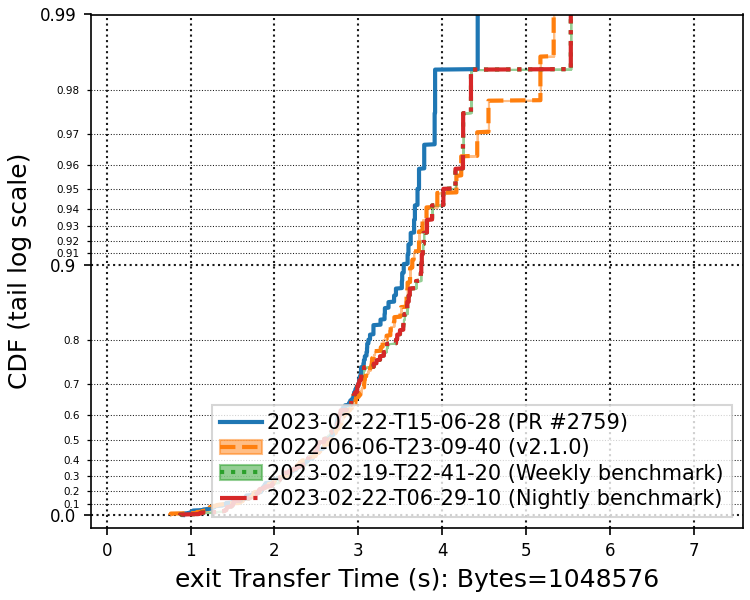 0.99
0.98
0.97
0.96
0.95
0.94
0.93
0.92
0.91
0.9
0.8
0.7
0.6
0.5
0.4
0.3
0.2
0.1
0.0
CDF (tail log scale)
2023-02-22-T15-06-28 (PR #2759)
2022-06-06-T23-09-40 (v2.1.0)
2023-02-19-T22-41-20 (Weekly benchmark)
2023-02-22-T06-29-10 (Nightly benchmark)
0 1 2 3 4 5 6 7
exit Transfer Time (s): Bytes=1048576